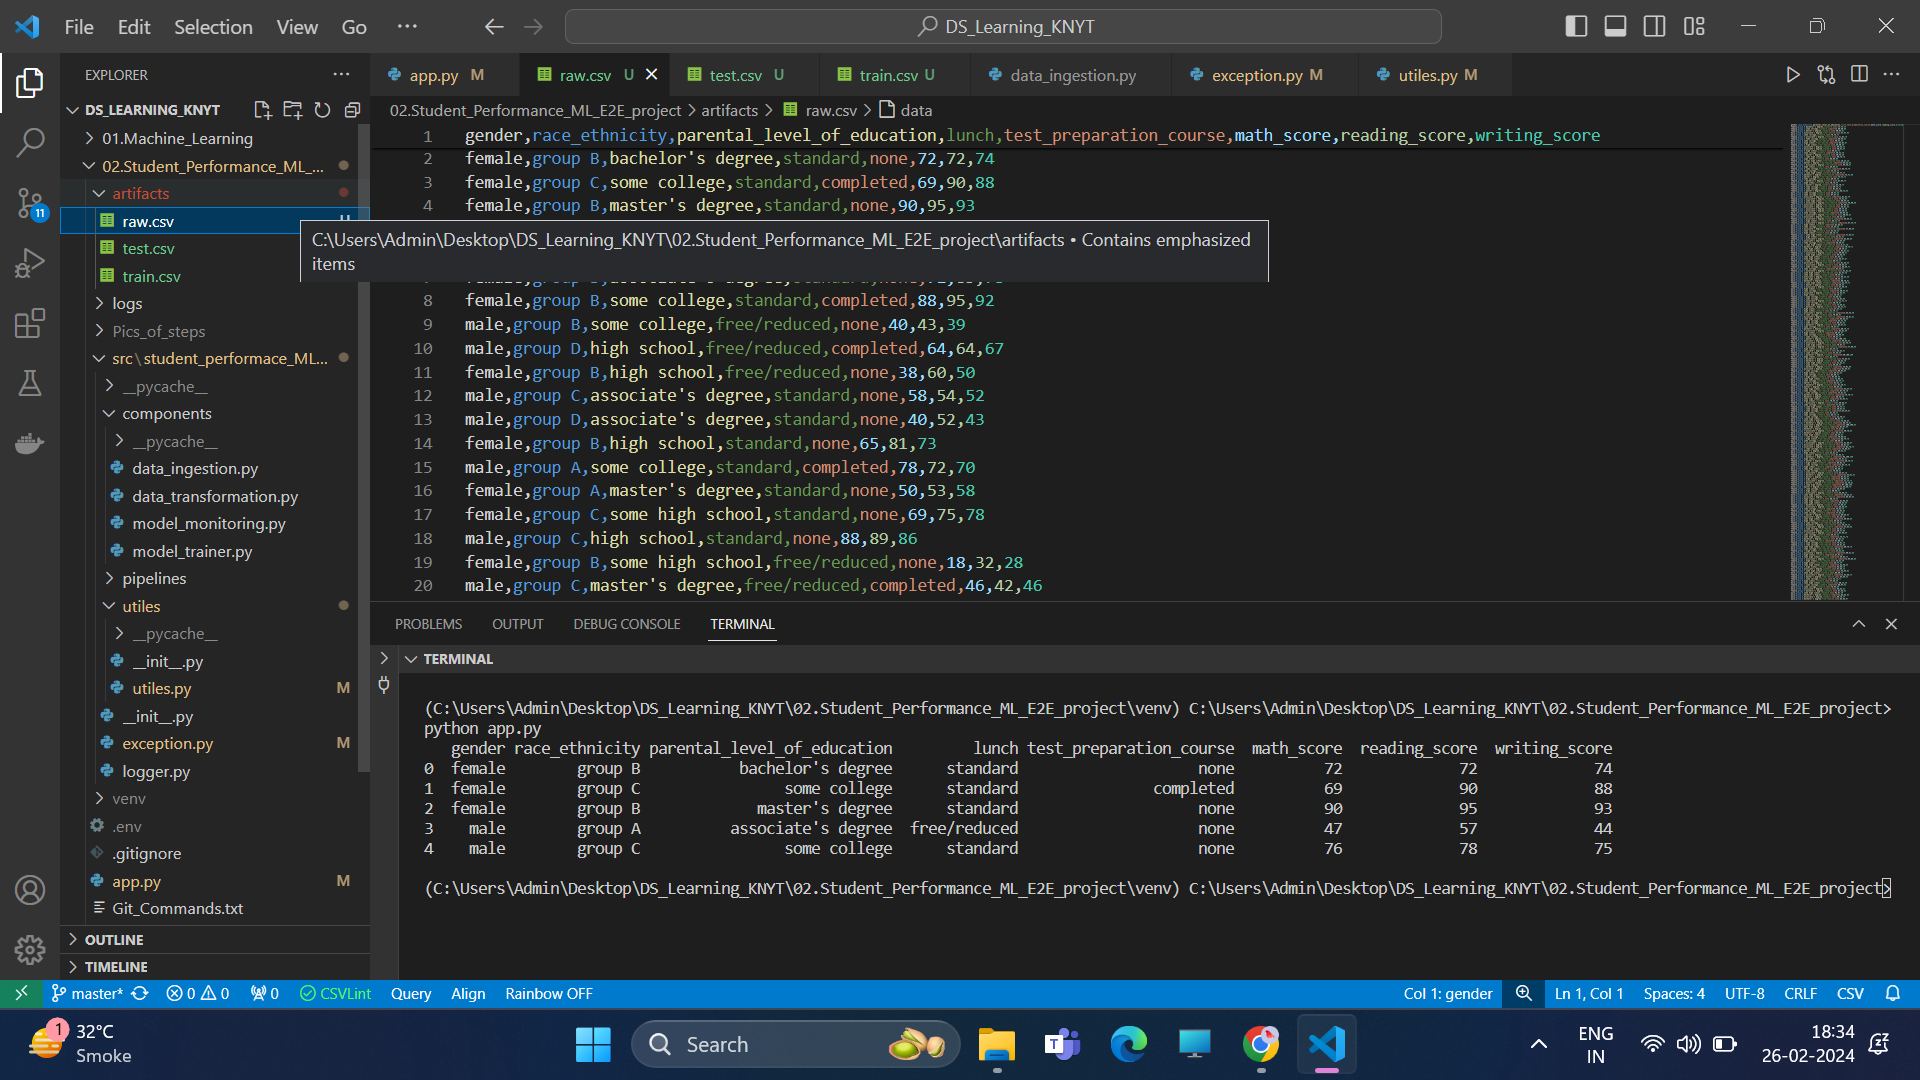 File Edit Selection View Go ··· DS_Learning_KNYT
EXPLORER ···
DS_LEARNING_KNYT
01.Machine_Learning
02.Student_Performance_ML_...
artifacts
raw.csv
test.csv
train.csv
logs
Pics_of_steps
src\student_performace_ML...
__pycache__
components
__pycache__
data_ingestion.py
data_transformation.py
model_monitoring.py
model_trainer.py
pipelines
utiles
__pycache__
__init__.py
utiles.py M
__init__.py
exception.py M
logger.py
venv
.env
.gitignore
app.py M
Git_Commands.txt
OUTLINE
TIMELINE
11
app.py M raw.csv U test.csv U train.csv U data_ingestion.py exception.py M utiles.py M
02.Student_Performance_ML_E2E_project > artifacts > raw.csv > data
1 gender,race_ethnicity,parental_level_of_education,lunch,test_preparation_course,math_score,reading_score,writing_score
2 female,group B,bachelor's degree,standard,none,72,72,74
3 female,group C,some college,standard,completed,69,90,88
4 female,group B,master's degree,standard,none,90,95,93
C:\Users\Admin\Desktop\DS_Learning_KNYT\02.Student_Performance_ML_E2E_project\artifacts • Contains emphasized
items
8 female,group B,some college,standard,completed,88,95,92
9 male,group B,some college,free/reduced,none,40,43,39
10 male,group D,high school,free/reduced,completed,64,64,67
11 female,group B,high school,free/reduced,none,38,60,50
12 male,group C,associate's degree,standard,none,58,54,52
13 male,group D,associate's degree,standard,none,40,52,43
14 female,group B,high school,standard,none,65,81,73
15 male,group A,some college,standard,completed,78,72,70
16 female,group A,master's degree,standard,none,50,53,58
17 female,group C,some high school,standard,none,69,75,78
18 male,group C,high school,standard,none,88,89,86
19 female,group B,some high school,free/reduced,none,18,32,28
20 male,group C,master's degree,free/reduced,completed,46,42,46
PROBLEMS OUTPUT DEBUG CONSOLE TERMINAL
TERMINAL
(C:\Users\Admin\Desktop\DS_Learning_KNYT\02.Student_Performance_ML_E2E_project\venv) C:\Users\Admin\Desktop\DS_Learning_KNYT\02.Student_Performance_ML_E2E_project>
python app.py
gender race_ethnicity parental_level_of_education lunch test_preparation_course math_score reading_score writing_score
0 female group B bachelor's degree standard none 72 72 74
1 female group C some college standard completed 69 90 88
2 female group B master's degree standard none 90 95 93
3 male group A associate's degree free/reduced none 47 57 44
4 male group C some college standard none 76 78 75
(C:\Users\Admin\Desktop\DS_Learning_KNYT\02.Student_Performance_ML_E2E_project\venv) C:\Users\Admin\Desktop\DS_Learning_KNYT\02.Student_Performance_ML_E2E_project>
master* 0 0 0 CSVLint Query Align Rainbow OFF Col 1: gender Ln 1, Col 1 Spaces: 4 UTF-8 CRLF CSV
1 32°C
Smoke
Search
ENG
IN
18:34
26-02-2024